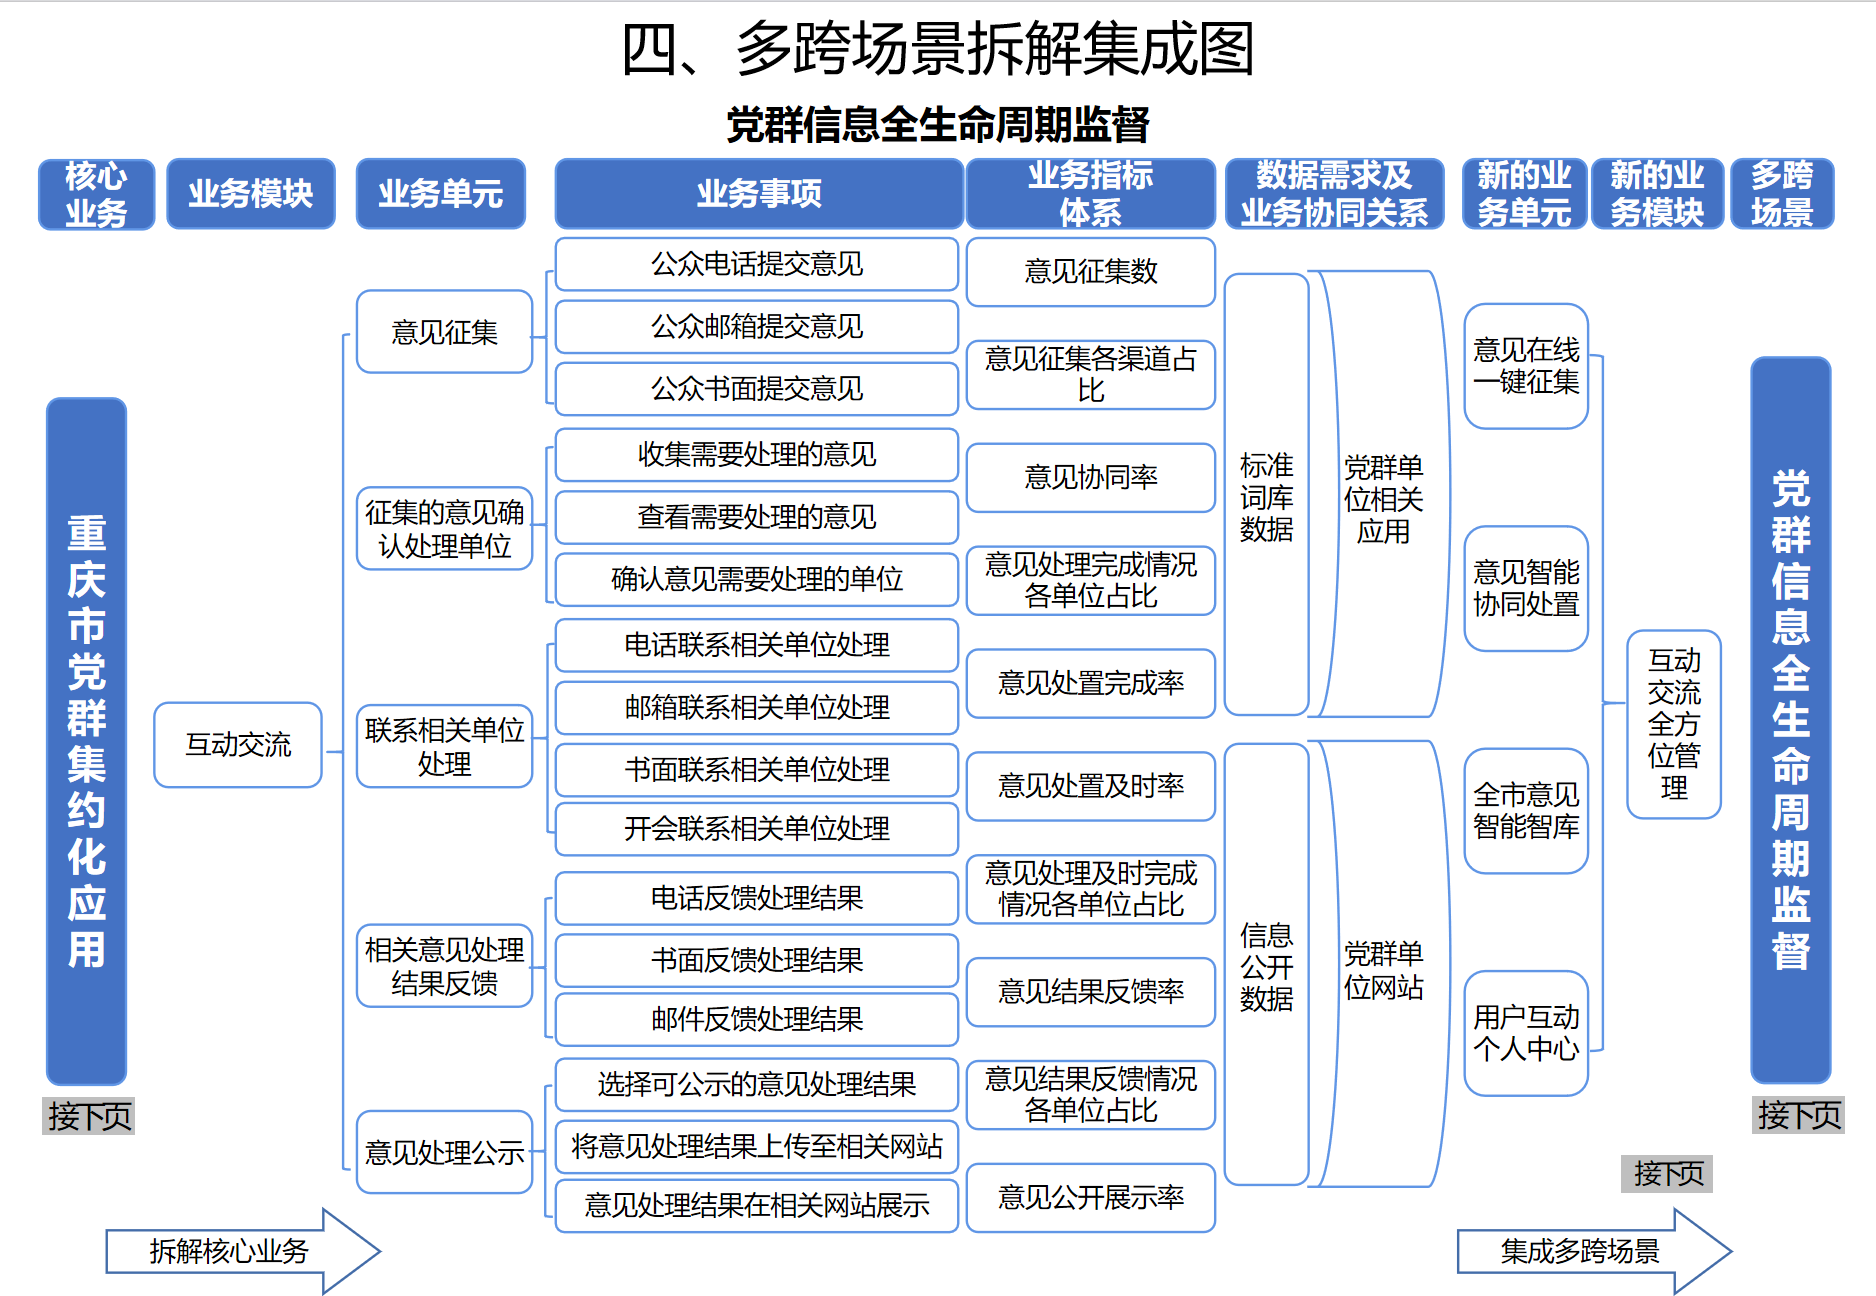 四、多跨场景拆解集成图
党群信息全生命周期监督
核心
业务
业务模块
业务单元
业务事项
业务指标
体系
数据需求及
业务协同关系
新的业
务单元
新的业
务模块
多跨
场景
重庆市党群集约化应用
接下页
互动交流
意见征集
征集的意见确
认处理单位
联系相关单位
处理
相关意见处理
结果反馈
意见处理公示
公众电话提交意见
公众邮箱提交意见
公众书面提交意见
收集需要处理的意见
查看需要处理的意见
确认意见需要处理的单位
电话联系相关单位处理
邮箱联系相关单位处理
书面联系相关单位处理
开会联系相关单位处理
电话反馈处理结果
书面反馈处理结果
邮件反馈处理结果
选择可公示的意见处理结果
将意见处理结果上传至相关网站
意见处理结果在相关网站展示
意见征集数
意见征集各渠道占
比
意见协同率
意见处理完成情况
各单位占比
意见处置完成率
意见处置及时率
意见处理及时完成
情况各单位占比
意见结果反馈率
意见结果反馈情况
各单位占比
意见公开展示率
标准
词库
数据
党群单
位相关
应用
信息
公开
数据
党群单
位网站
意见在线
一键征集
意见智能
协同处置
全市意见
智能智库
用户互动
个人中心
互动
交流
全方
位管
理
党群信息全生命周期监督
接下页
接下页
拆解核心业务
集成多跨场景